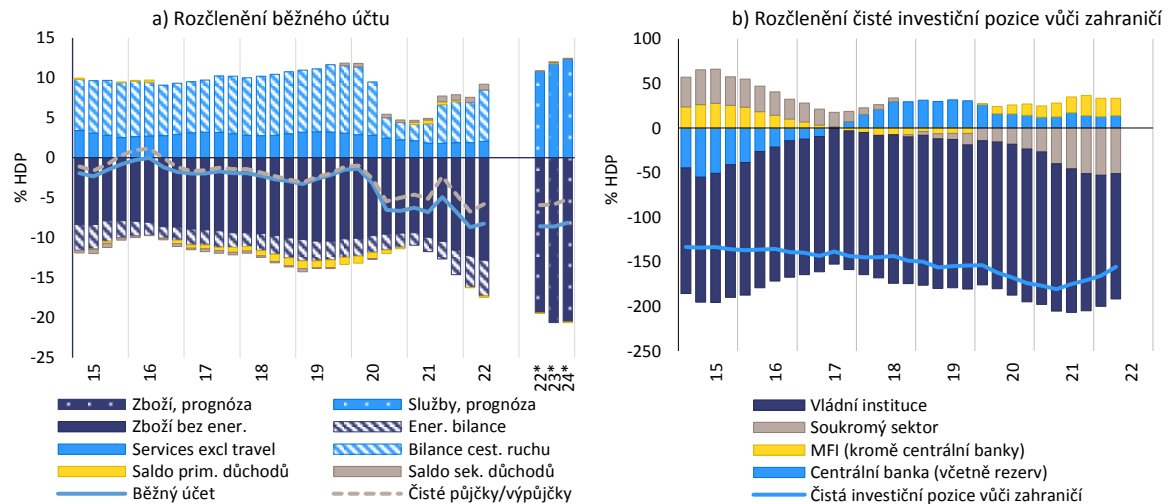 a) Rozčlenění běžného účtu
% HDP
15
10
5
0
-5
-10
-15
-20
-25
15
16
17
18
19
20
21
22
22*
23*
24*
Zboží, prognóza
Služby, prognóza
Zboží bez ener.
Ener. bilance
Services excl travel
Bilance cest. ruchu
Saldo prim. důchodů
Saldo sek. důchodů
Běžný účet
Čisté půjčky/výpůjčky
b) Rozčlenění čisté investiční pozice vůči zahraničí
% HDP
100
50
0
-50
-100
-150
-200
-250
15
16
17
18
19
20
21
22
Vládní instituce
Soukromý sektor
MFI (kromě centrální banky)
Centrální banka (včetně rezerv)
Čistá investiční pozice vůči zahraničí